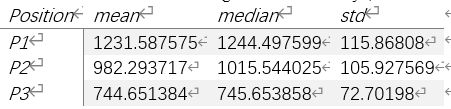 Position mean median std
P1 1231.587575 1244.497599 115.86808
P2 982.293717 1015.544025 105.927569
P3 744.651384 745.653858 72.70198